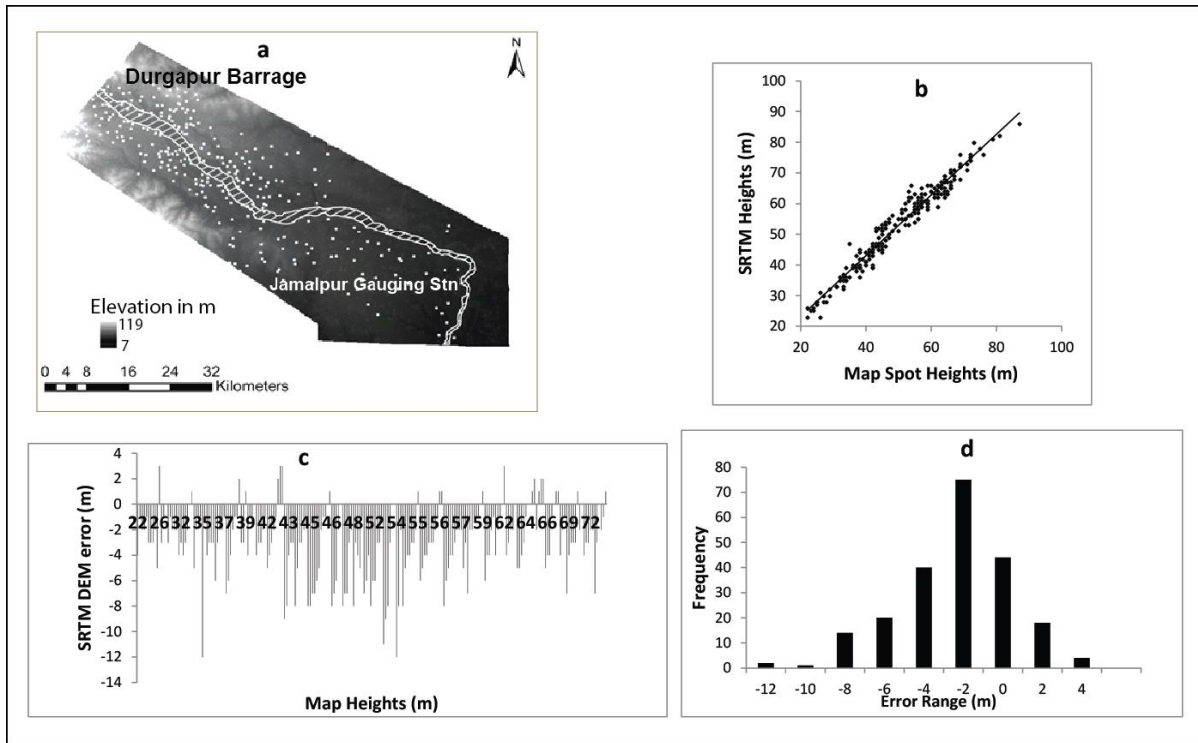 a
N
Durgapur Barrage
Jamalpur Gauging Stn
Elevation in m
119
7
0 2 4 8 16 24 32
Kilometers
b
100
90
80
70
60
50
40
30
20
20 40 60 80 100
SRTM Heights (m)
Map Spot Heights (m)
c
4
2
0
22 26 32 35 37 39 42 43 45 46 48 52 54 55 56 57 59 62 64 66 69 72
-2
-4
-6
-8
-10
-12
-14
SRTM DEM error (m)
Map Heights (m)
d
80
70
60
50
40
30
20
10
0
-12 -10 -8 -6 -4 -2 0 2 4
Frequency
Error Range (m)